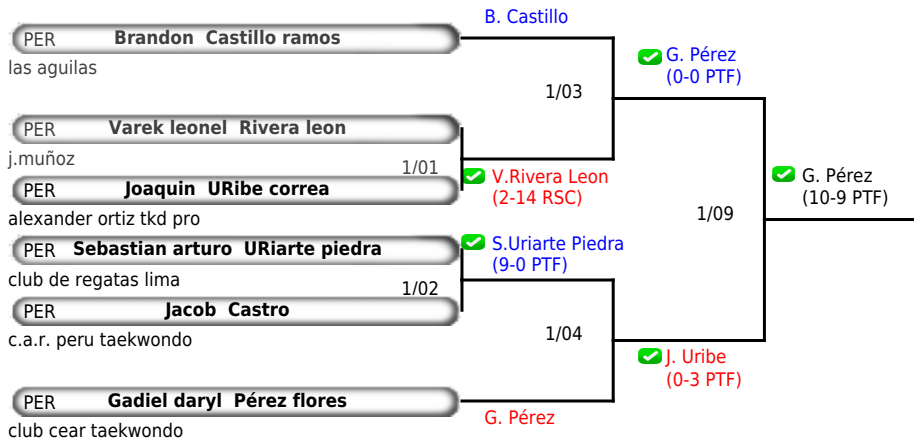 B. Castillo
PER Brandon Castillo ramos
las aguilas
G. Pérez
(0-0 PTF)
1/03
PER Varek leonel Rivera leon
j.muñoz
1/01
V.Rivera Leon
(2-14 RSC)
PER Joaquin URibe correa
alexander ortiz tkd pro
G. Pérez
(10-9 PTF)
1/09
PER Sebastian arturo URiarte piedra
club de regatas lima
S.Uriarte Piedra
(9-0 PTF)
1/02
PER Jacob Castro
c.a.r. peru taekwondo
1/04
J. Uribe
(0-3 PTF)
PER Gadiel daryl Pérez flores
club cear taekwondo
G. Pérez